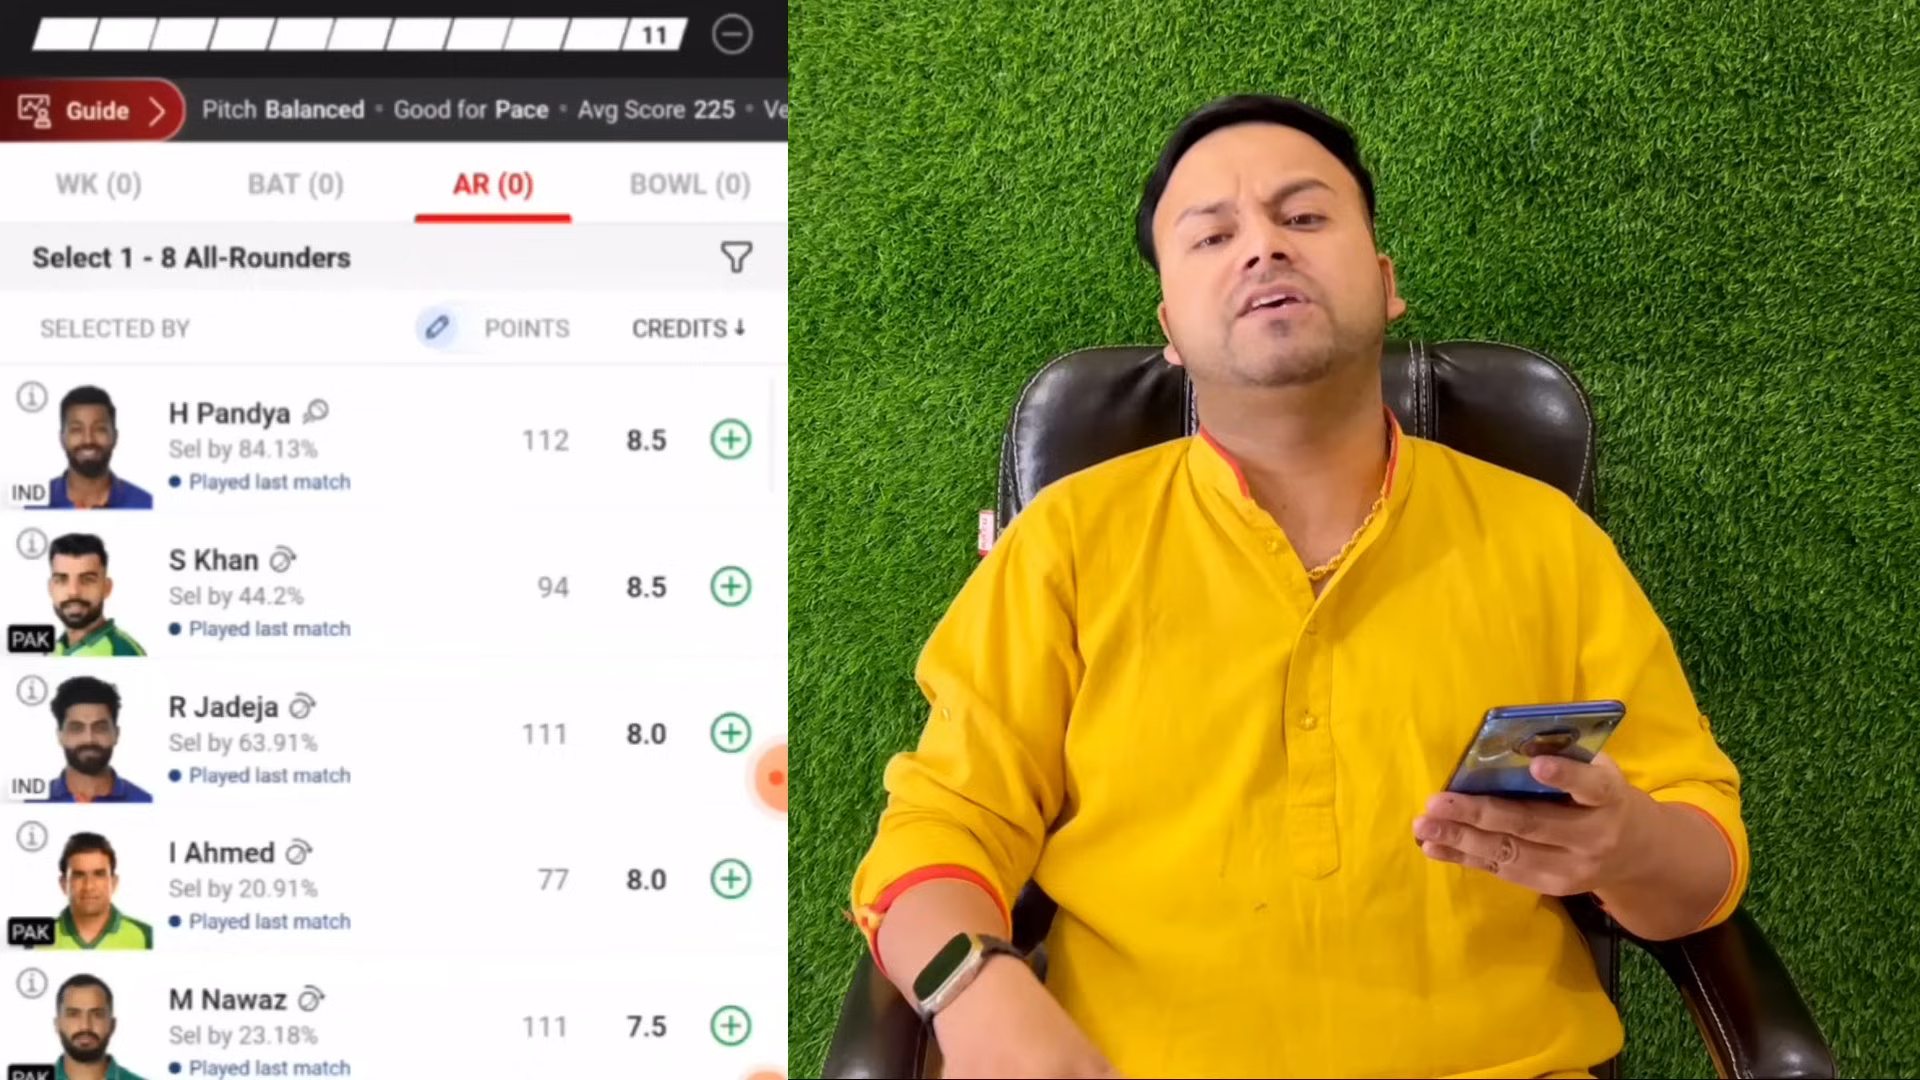 11
Guide
Pitch Balanced • Good for Pace • Avg Score 225 • Ve
WK (0) BAT (0) AR (0) BOWL (0)
Select 1 - 8 All-Rounders
SELECTED BY POINTS CREDITS ↓
H Pandya
Sel by 84.13% 112 8.5
Played last match
IND
S Khan
Sel by 44.2% 94 8.5
Played last match
PAK
R Jadeja
Sel by 63.91% 111 8.0
Played last match
IND
I Ahmed
Sel by 20.91% 77 8.0
Played last match
PAK
M Nawaz
Sel by 23.18% 111 7.5
Played last match
PAK